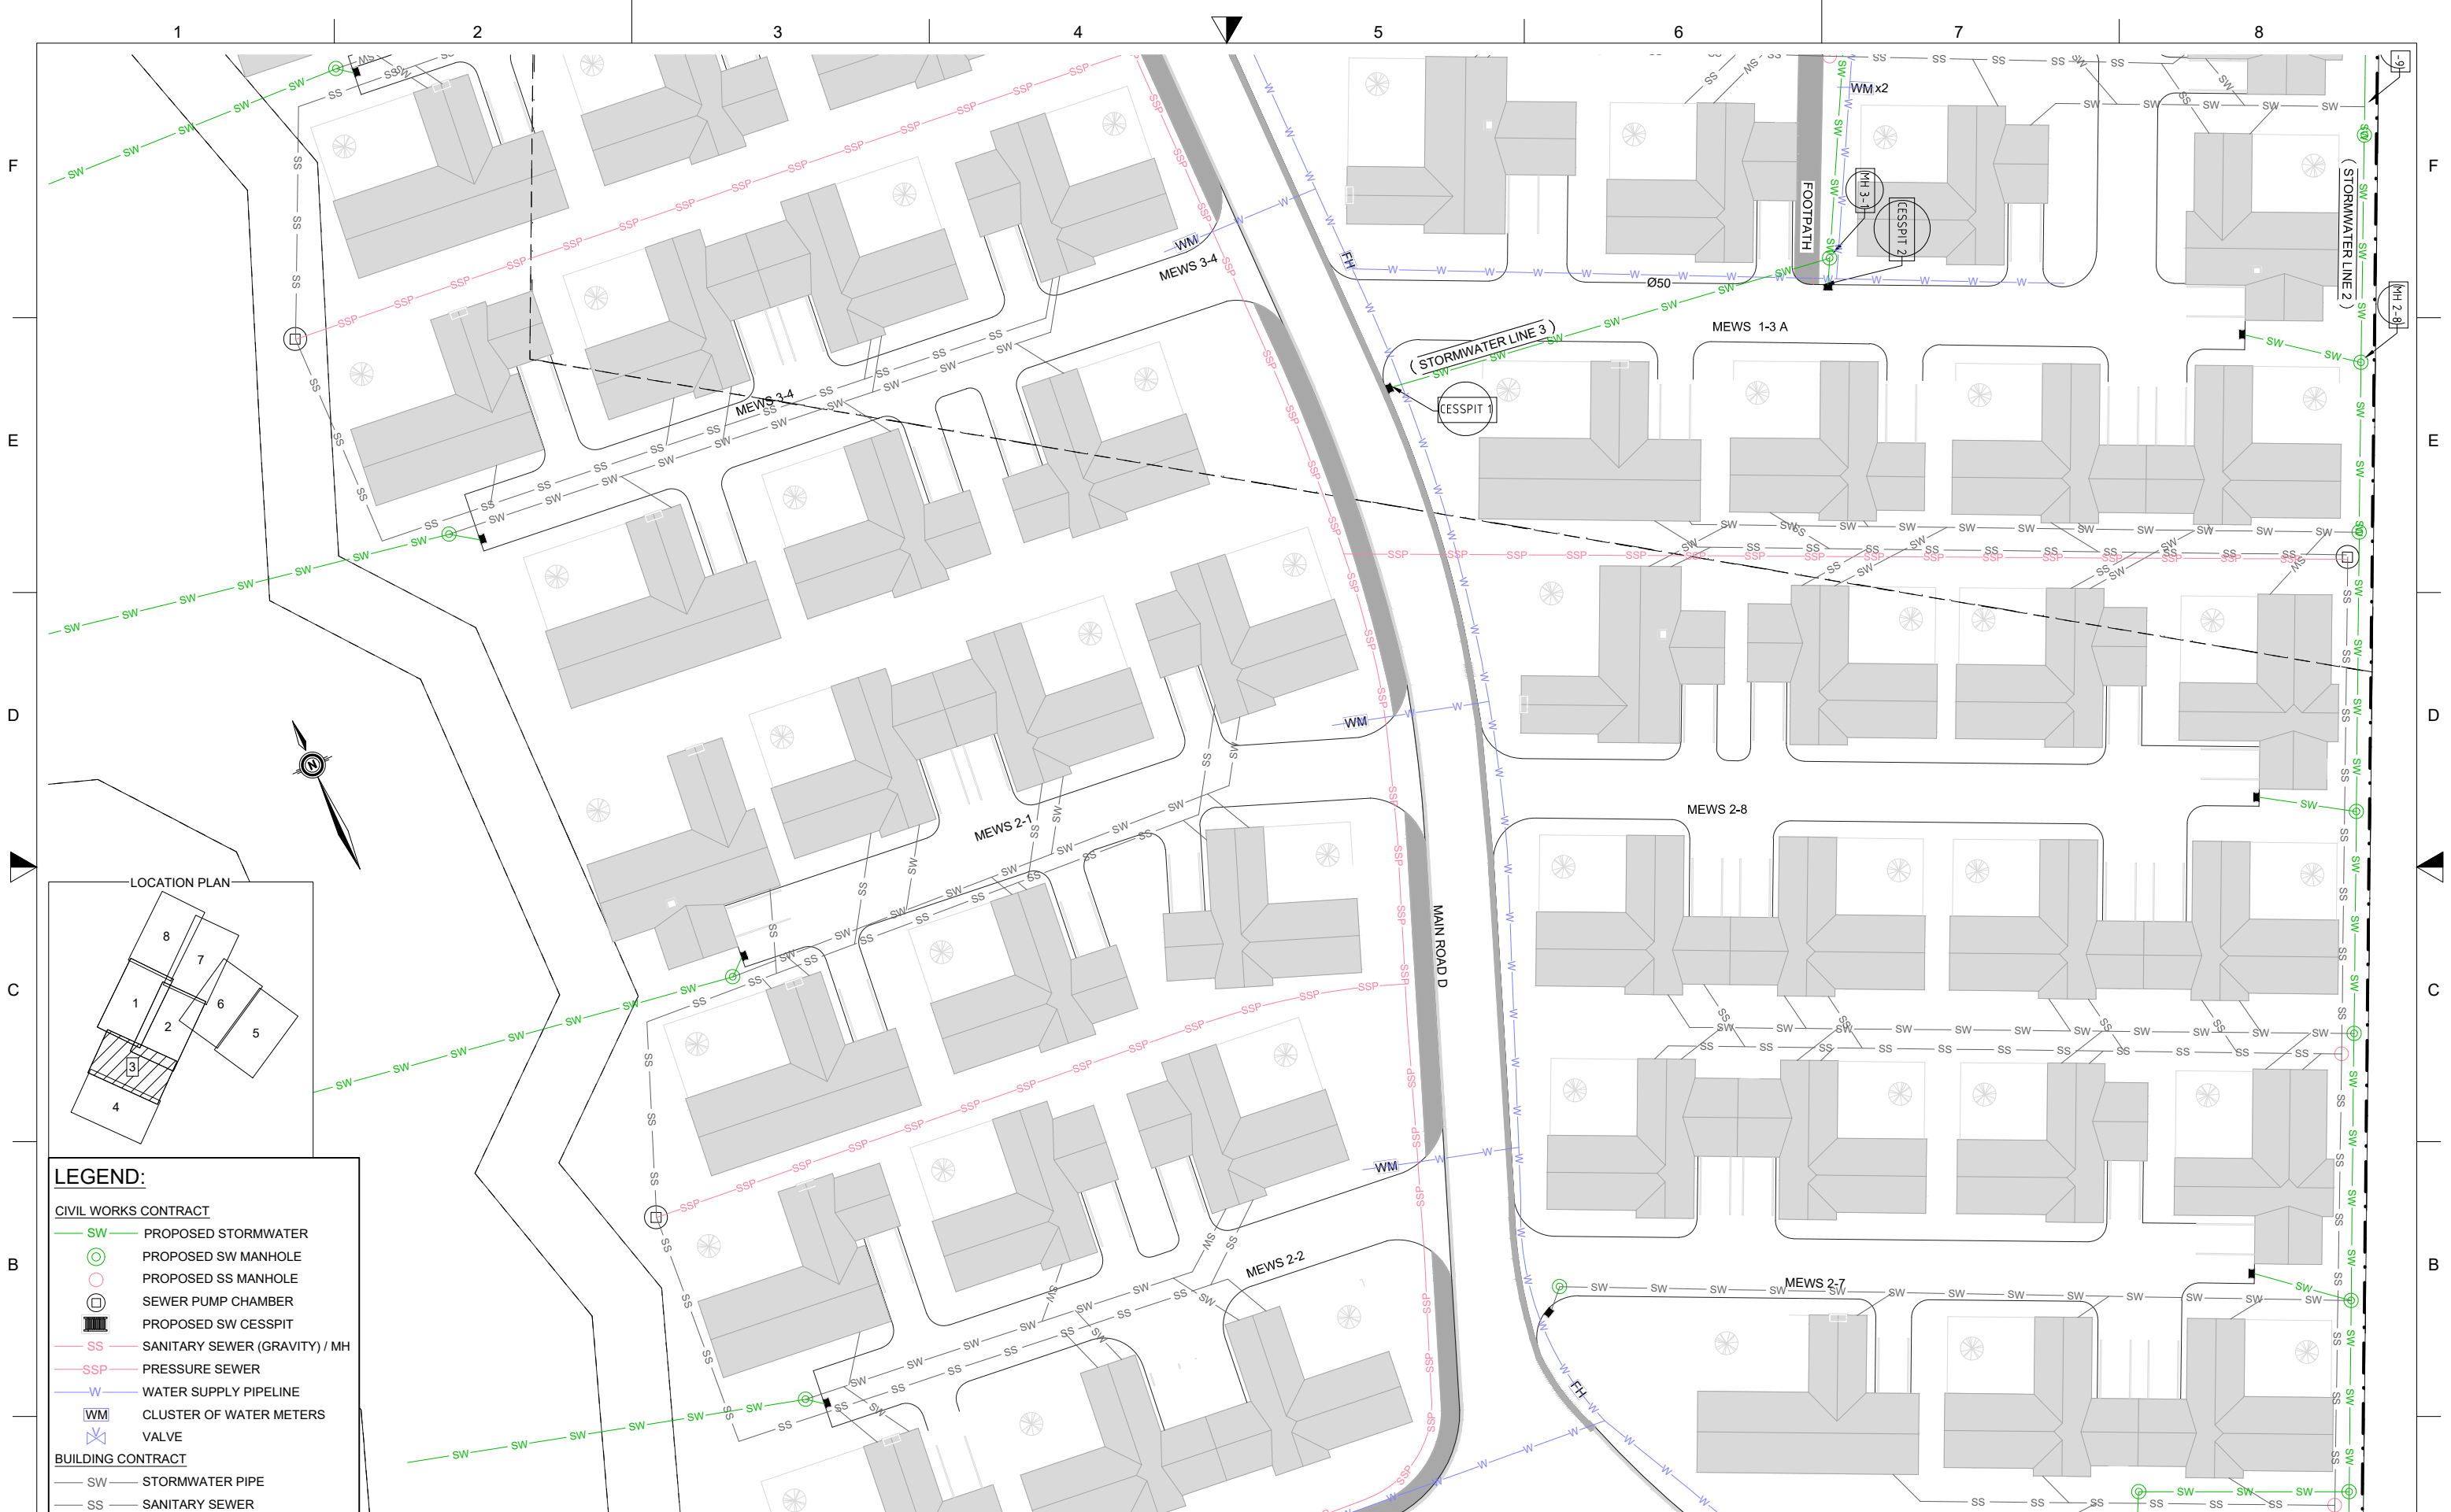 1 2 3 4 5 6 7 8
F F
E E
D D
C C
B B
WM x2
MH 3-1
CESSPIT 2
FOOTPATH
( STORMWATER LINE 2 )
MH 2-8
WM
MEWS 3-4
FH
Ø50
MEWS 1-3 A
( STORMWATER LINE 3 )
CESSPIT 1
MEWS 3-4
WM
MEWS 2-1
MEWS 2-8
MAIN ROAD D
N
WM
MEWS 2-2
MEWS 2-7
FH
SW
SS
SSP
W
LOCATION PLAN
8
7
1
6
2
5
3
4
LEGEND:
CIVIL WORKS CONTRACT
SW PROPOSED STORMWATER
PROPOSED SW MANHOLE
PROPOSED SS MANHOLE
SEWER PUMP CHAMBER
PROPOSED SW CESSPIT
SS SANITARY SEWER (GRAVITY) / MH
SSP PRESSURE SEWER
W WATER SUPPLY PIPELINE
WM CLUSTER OF WATER METERS
V VALVE
BUILDING CONTRACT
SW STORMWATER PIPE
SS SANITARY SEWER